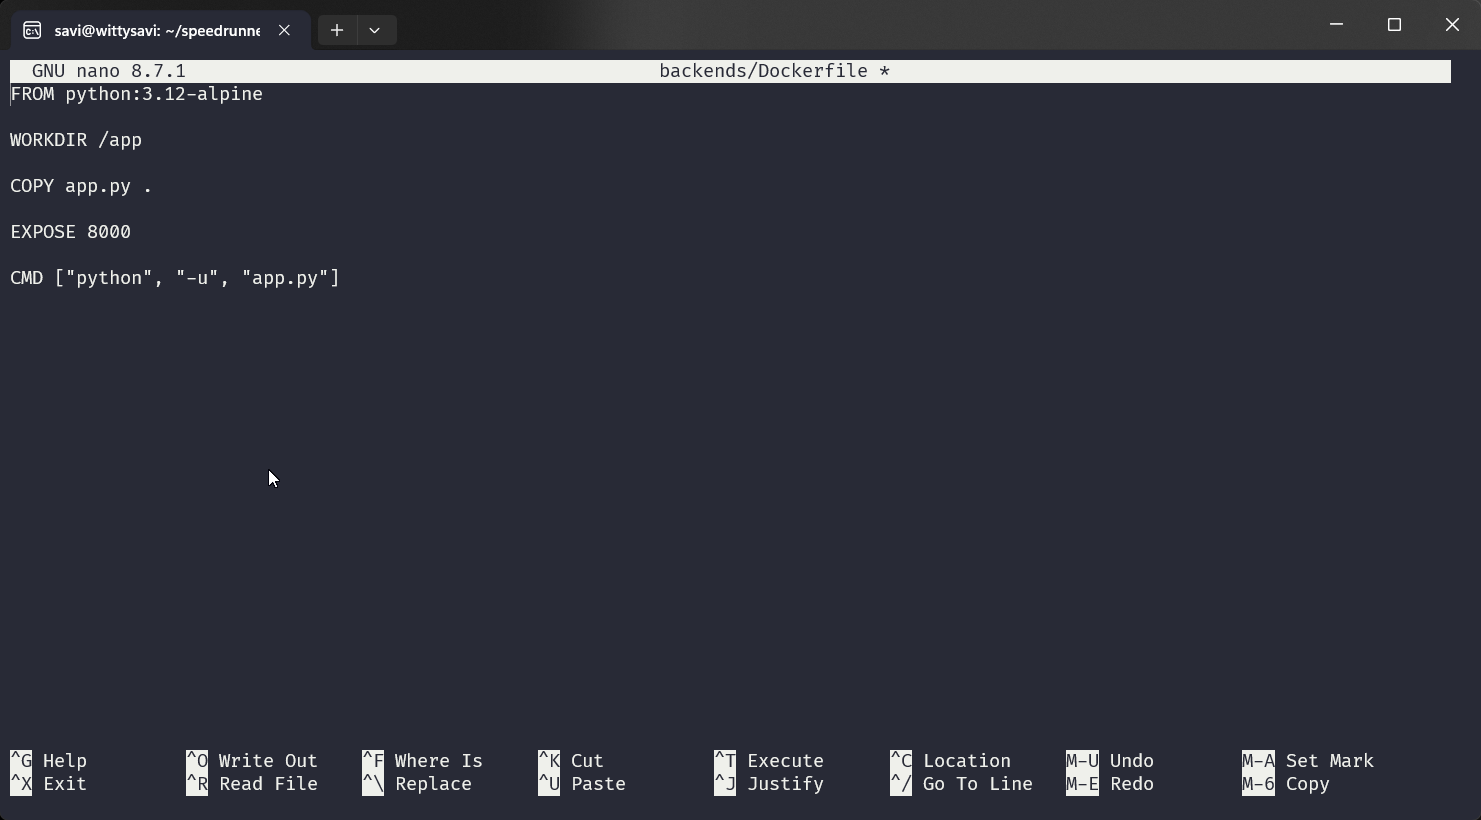 savi@wittysavi: ~/speedrunne
GNU nano 8.7.1 backends/Dockerfile *
FROM python:3.12-alpine
WORKDIR /app
COPY app.py .
EXPOSE 8000
CMD ["python", "-u", "app.py"]
^G Help ^O Write Out ^F Where Is ^K Cut ^T Execute ^C Location M-U Undo M-A Set Mark
^X Exit ^R Read File ^\ Replace ^U Paste ^J Justify ^/ Go To Line M-E Redo M-6 Copy